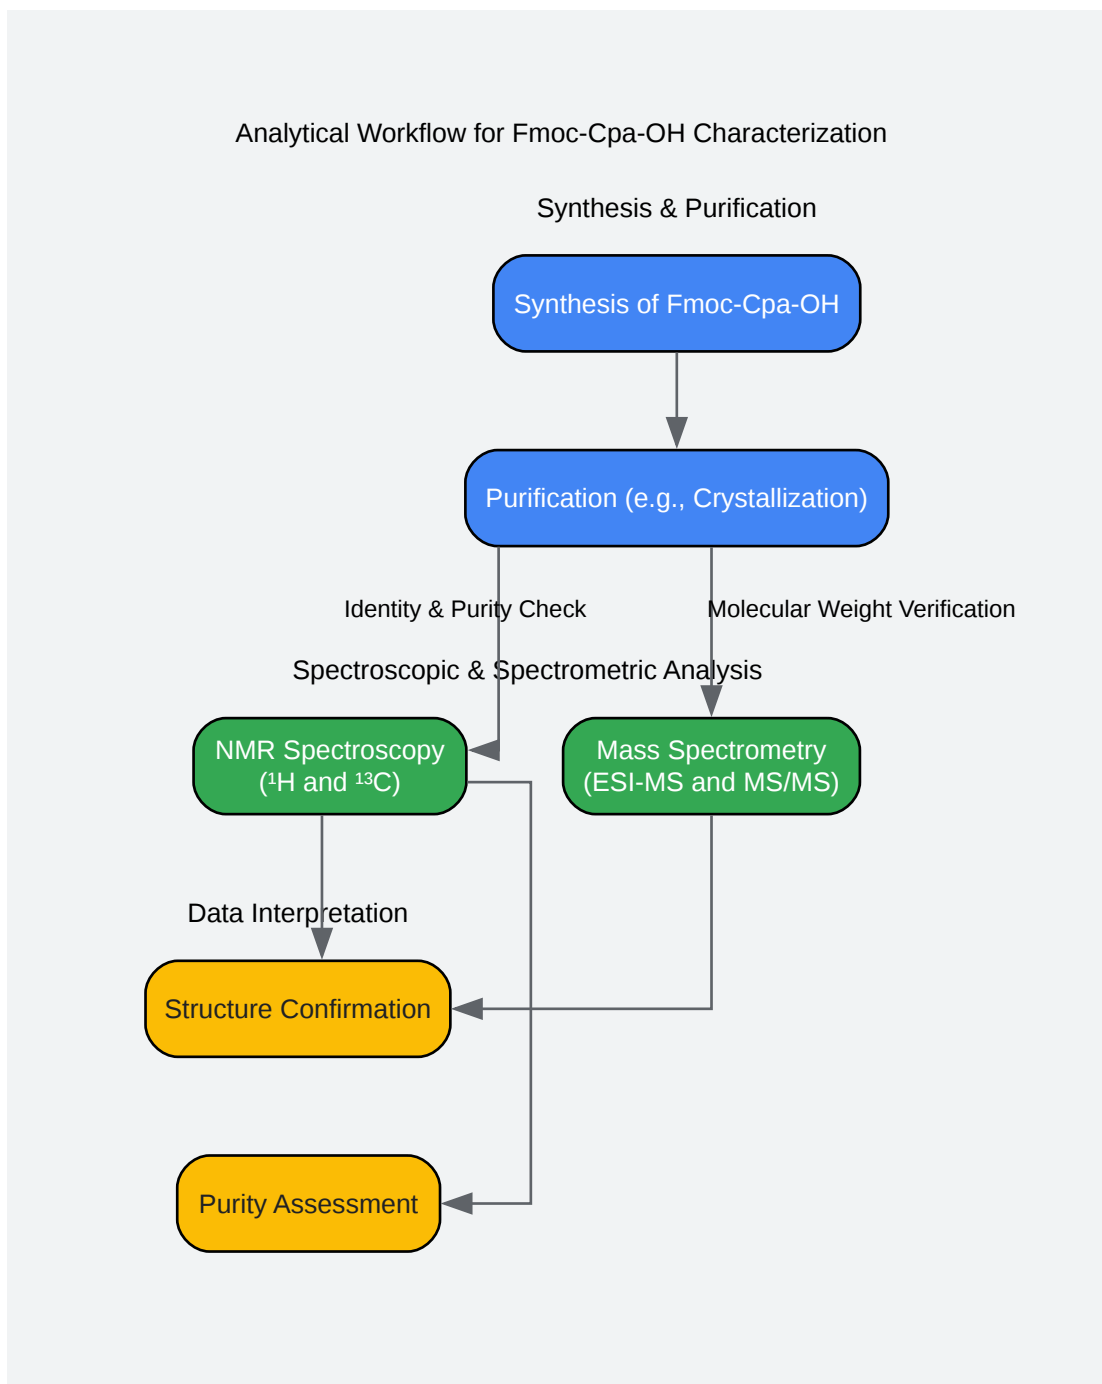 Analytical Workflow for Fmoc-Cpa-OH Characterization
Synthesis & Purification
Synthesis of Fmoc-Cpa-OH
Purification (e.g., Crystallization)
Identity & Purity Check
Molecular Weight Verification
Spectroscopic & Spectrometric Analysis
NMR Spectroscopy
(¹H and ¹³C)
Mass Spectrometry
(ESI-MS and MS/MS)
Data Interpretation
Structure Confirmation
Purity Assessment